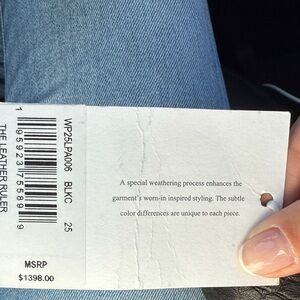 WP25LPA006 BLKC 25
1 95923 75589 9
THE LEATHER RULER
MSRP
$1398.00
A special weathering process enhances the
garment's worn-in inspired styling. The subtle
color differences are unique to each piece.